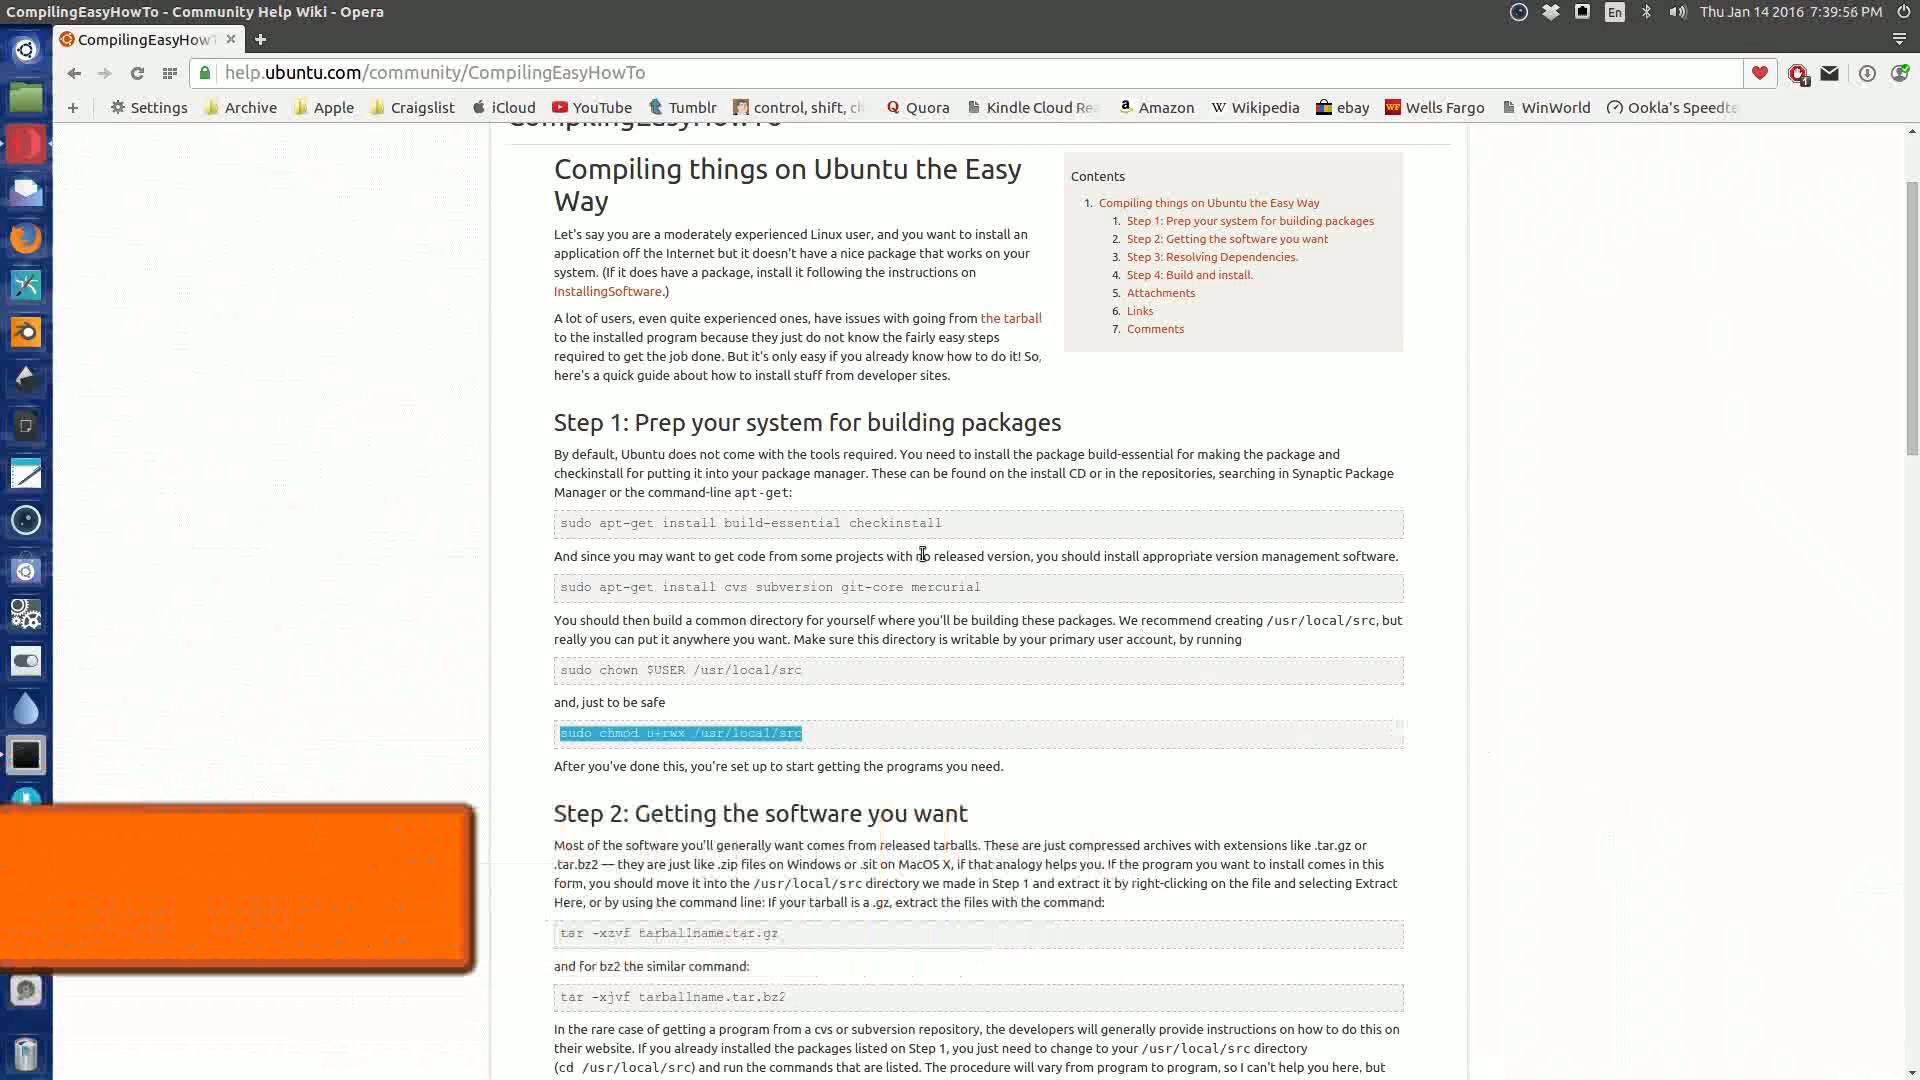 CompilingEasyHowTo - Community Help Wiki - Opera
En
Thu Jan 14 2016 7:39:56 PM
CompilingEasyHowT
help.ubuntu.com/community/CompilingEasyHowTo
Settings Archive Apple Craigslist iCloud YouTube Tumblr control, shift, c Quora Kindle Cloud Rea Amazon Wikipedia ebay Wells Fargo WinWorld Ookla's Speedte
CompilingEasyHowTo
Compiling things on Ubuntu the Easy
Way
Let's say you are a moderately experienced Linux user, and you want to install an
application off the Internet but it doesn't have a nice package that works on your
system. (If it does have a package, install it following the instructions on
InstallingSoftware.)
A lot of users, even quite experienced ones, have issues with going from the tarball
to the installed program because they just do not know the fairly easy steps
required to get the job done. But it's only easy if you already know how to do it! So,
here's a quick guide about how to install stuff from developer sites.
Contents
1. Compiling things on Ubuntu the Easy Way
1. Step 1: Prep your system for building packages
2. Step 2: Getting the software you want
3. Step 3: Resolving Dependencies.
4. Step 4: Build and install.
5. Attachments
6. Links
7. Comments
Step 1: Prep your system for building packages
By default, Ubuntu does not come with the tools required. You need to install the package build-essential for making the package and
checkinstall for putting it into your package manager. These can be found on the install CD or in the repositories, searching in Synaptic Package
Manager or the command-line apt-get:
sudo apt-get install build-essential checkinstall
And since you may want to get code from some projects with no released version, you should install appropriate version management software.
sudo apt-get install cvs subversion git-core mercurial
You should then build a common directory for yourself where you'll be building these packages. We recommend creating /usr/local/src, but
really you can put it anywhere you want. Make sure this directory is writable by your primary user account, by running
sudo chown $USER /usr/local/src
and, just to be safe
sudo chmod u+rwx /usr/local/src
After you've done this, you're set up to start getting the programs you need.
Step 2: Getting the software you want
Most of the software you'll generally want comes from released tarballs. These are just compressed archives with extensions like .tar.gz or
.tar.bz2 — they are just like .zip files on Windows or .sit on MacOS X, if that analogy helps you. If the program you want to install comes in this
form, you should move it into the /usr/local/src directory we made in Step 1 and extract it by right-clicking on the file and selecting Extract
Here, or by using the command line: If your tarball is a .gz, extract the files with the command:
tar -xzvf tarballname.tar.gz
and for bz2 the similar command:
tar -xjvf tarballname.tar.bz2
In the rare case of getting a program from a cvs or subversion repository, the developers will generally provide instructions on how to do this on
their website. If you already installed the packages listed on Step 1, you just need to change to your /usr/local/src directory
(cd /usr/local/src) and run the commands that are listed. The procedure will vary from program to program, so I can't help you here, but